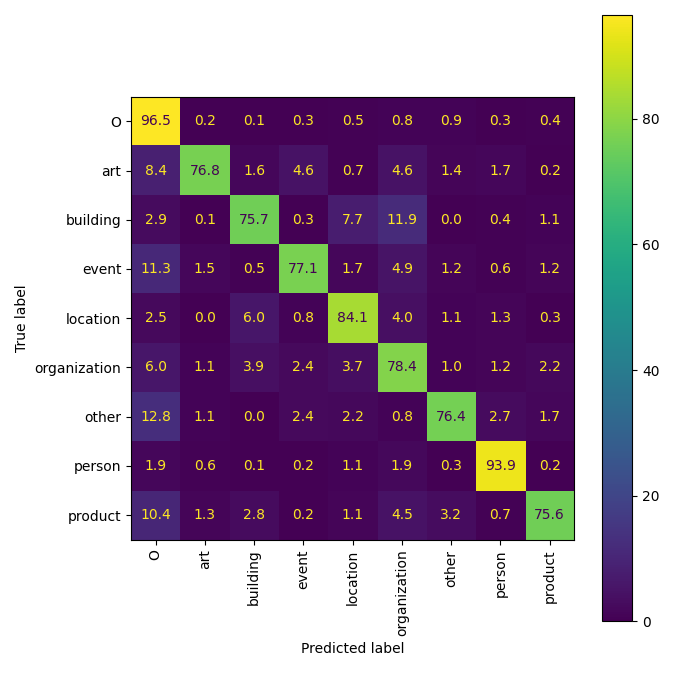 O 96.5 0.2 0.1 0.3 0.5 0.8 0.9 0.3 0.4
art 8.4 76.8 1.6 4.6 0.7 4.6 1.4 1.7 0.2
building 2.9 0.1 75.7 0.3 7.7 11.9 0.0 0.4 1.1
event 11.3 1.5 0.5 77.1 1.7 4.9 1.2 0.6 1.2
location 2.5 0.0 6.0 0.8 84.1 4.0 1.1 1.3 0.3
organization 6.0 1.1 3.9 2.4 3.7 78.4 1.0 1.2 2.2
other 12.8 1.1 0.0 2.4 2.2 0.8 76.4 2.7 1.7
person 1.9 0.6 0.1 0.2 1.1 1.9 0.3 93.9 0.2
product 10.4 1.3 2.8 0.2 1.1 4.5 3.2 0.7 75.6
O art building event location organization other person product
Predicted label
True label
80
60
40
20
0